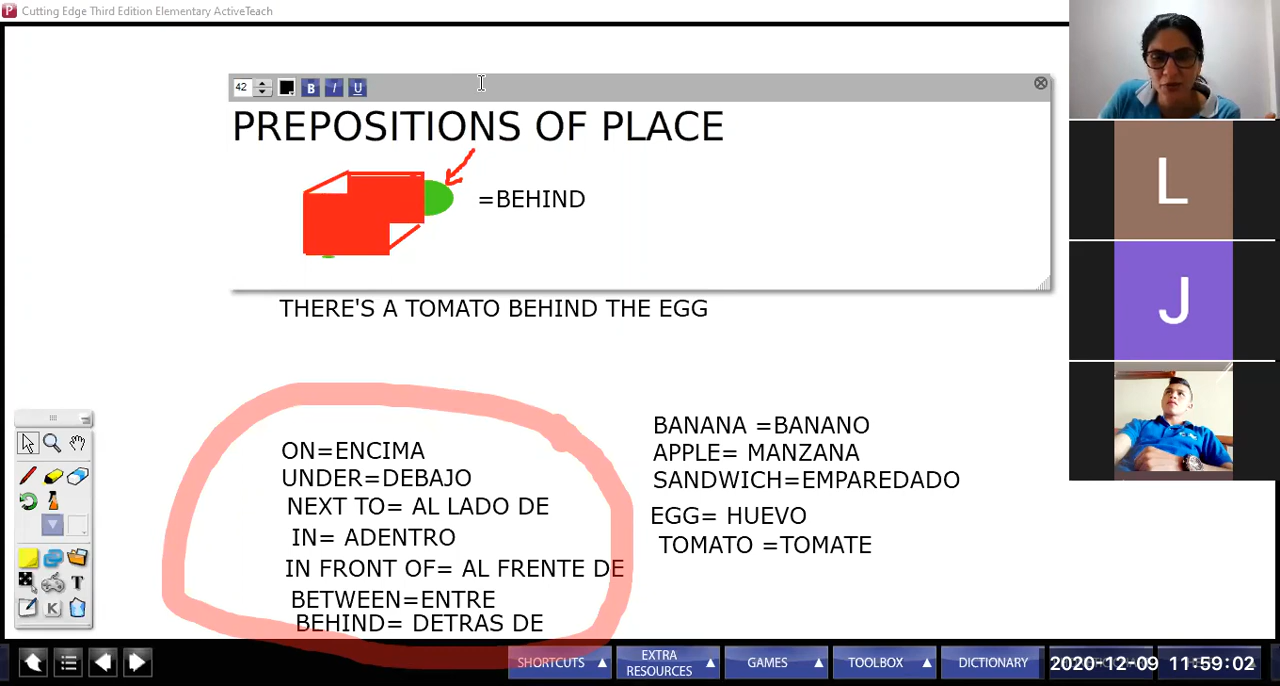 Cutting Edge Third Edition Elementary ActiveTeach
42 B I U
PREPOSITIONS OF PLACE
=BEHIND
THERE'S A TOMATO BEHIND THE EGG
ON=ENCIMA
UNDER=DEBAJO
NEXT TO= AL LADO DE
IN= ADENTRO
IN FRONT OF= AL FRENTE DE
BETWEEN=ENTRE
BEHIND= DETRAS DE
BANANA =BANANO
APPLE= MANZANA
SANDWICH=EMPAREDADO
EGG= HUEVO
TOMATO =TOMATE
L
J
T
K
SHORTCUTS
EXTRA
RESOURCES
GAMES
TOOLBOX
DICTIONARY
2020-12-09 11:59:02